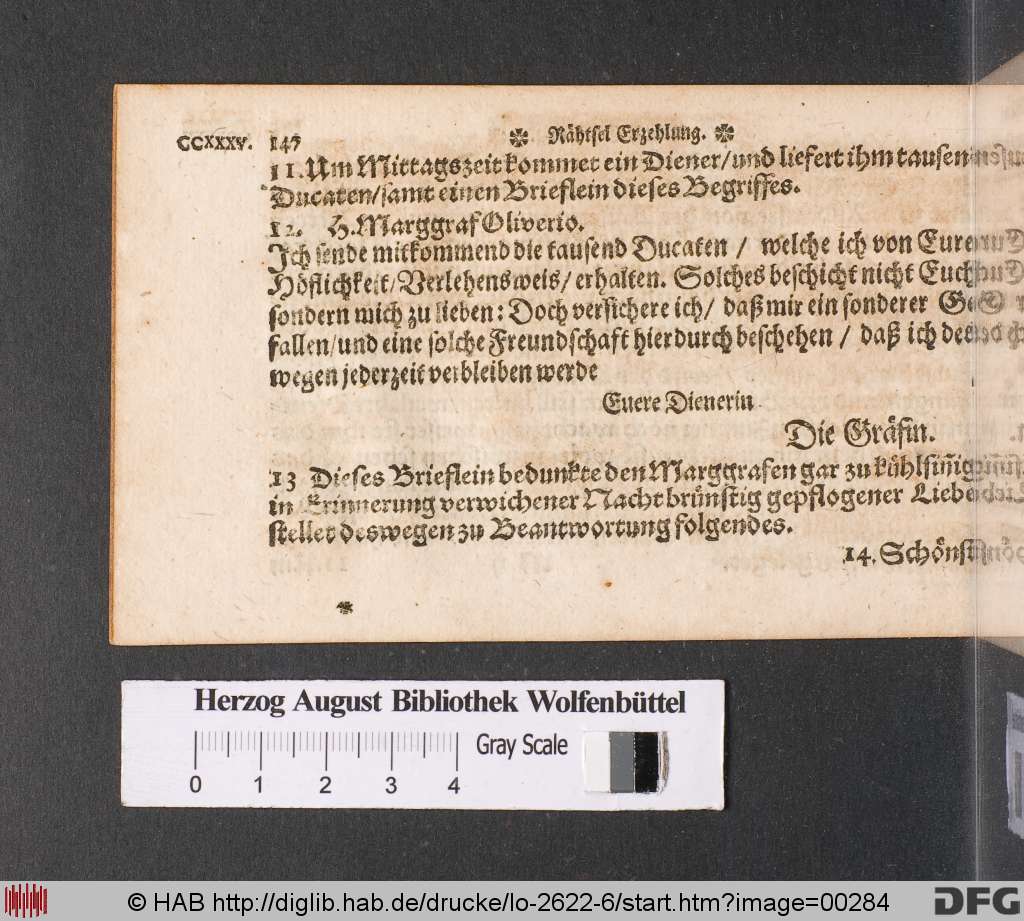 CCXXXV. 147 Rähtsel Erzehlung.
11. Um Mittagszeit kommet ein Diener/ und liefert ihm tausen
Ducaten/ samt einen Brieflein dieses Begriffes.
12. H. Marggraf Oliverio.
Ich sende mitkommend die tausend Ducaten / welche ich von Eurer
Höflichkeit/ Verlehensweis/ erhalten. Solches beschicht nicht Euch
sondern mich zu lieben: Doch versichere ich/ daß mir ein sonderer Ge
fallen/ und eine solche Freundschaft hierdurch beschehen / daß ich des
wegen jederzeit verbleiben werde
Euere Dienerin
Die Gräfin.
13 Dieses Brieflein bedunkte den Marggrafen gar zu kühlsiñig
in Erinnerung verwichener Nacht brünstig gepflogener Liebe
stellet deswegen zu Beantwortung folgendes.
14. Schönst
Herzog August Bibliothek Wolfenbüttel
Gray Scale
0 1 2 3 4
© HAB http://diglib.hab.de/drucke/lo-2622-6/start.htm?image=00284
DFG